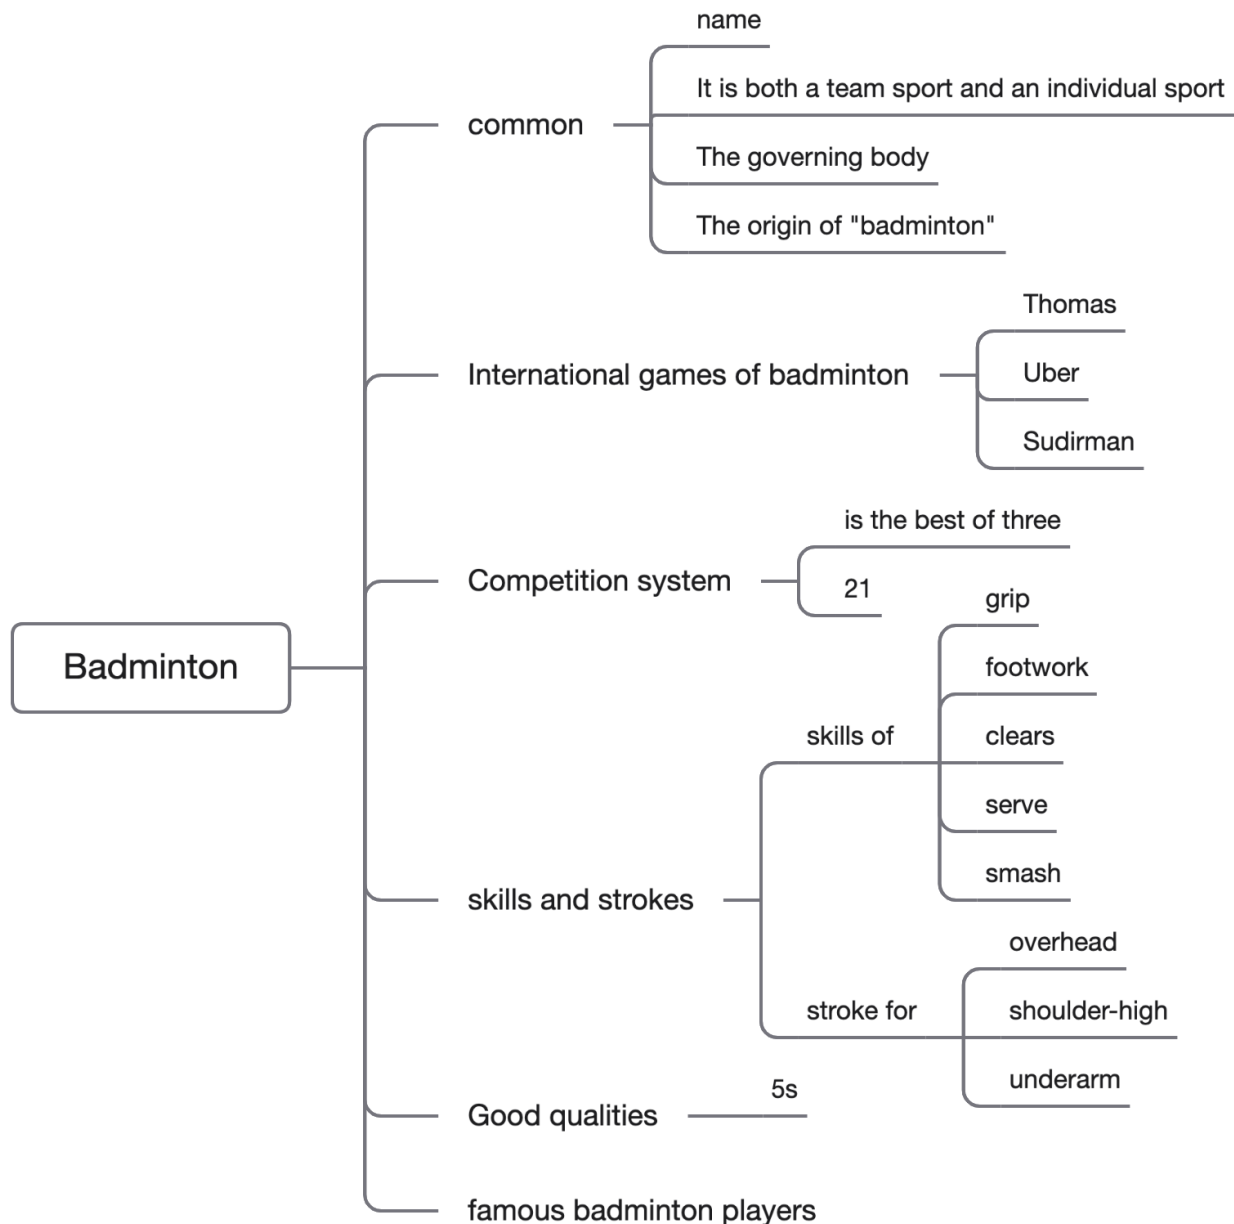 name
It is both a team sport and an individual sport
common
The governing body
The origin of "badminton"
Thomas
International games of badminton
Uber
Sudirman
is the best of three
Competition system
21
Badminton
grip
footwork
skills of
clears
serve
smash
skills and strokes
overhead
stroke for
shoulder-high
underarm
Good qualities
5s
famous badminton players